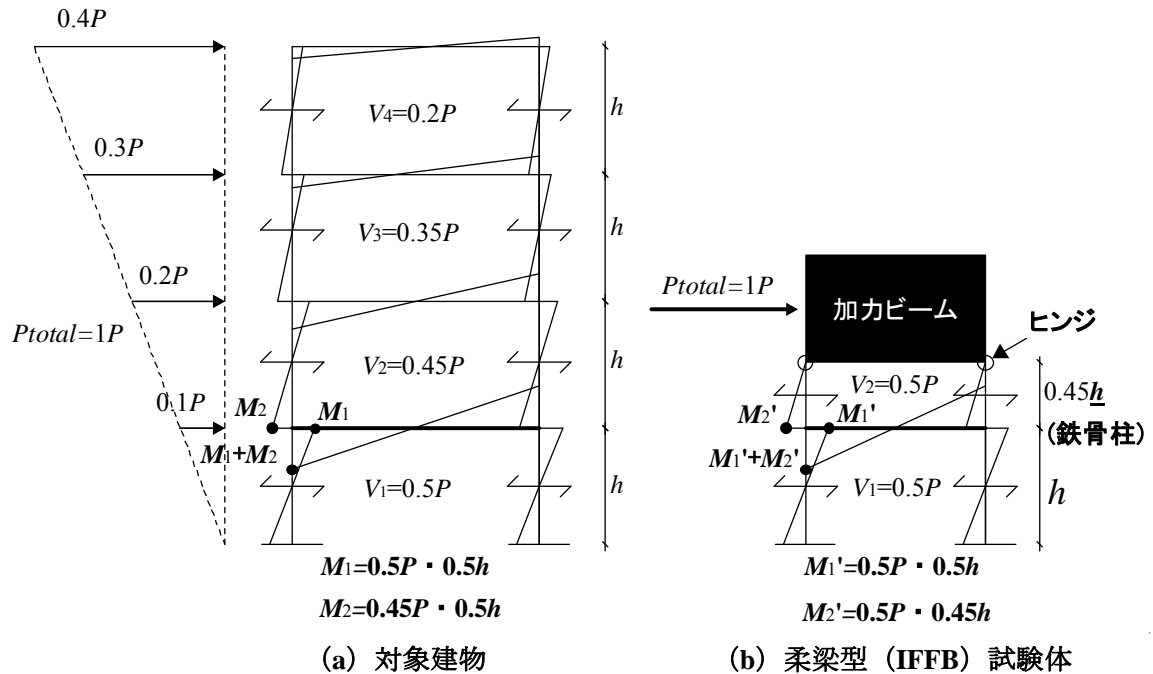 0.4P
0.3P
0.2P
Ptotal=1P
0.1P
V4=0.2P
V3=0.35P
V2=0.45P
M2
M1
M1+M2
V1=0.5P
h
h
h
h
M1=0.5P・0.5h
M2=0.45P・0.5h
(a) 対象建物
Ptotal=1P
加力ビーム
ヒンジ
V2=0.5P
0.45h
(鉄骨柱)
M2'
M1'
M1'+M2'
V1=0.5P
h
M1'=0.5P・0.5h
M2'=0.5P・0.45h
(b) 柔梁型（IFFB）試験体